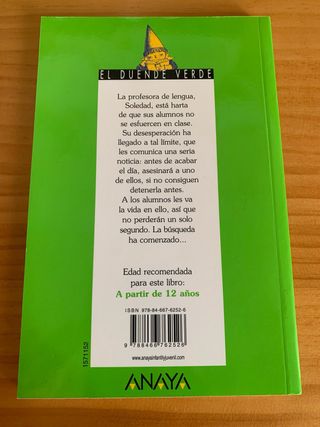 EL DUENDE VERDE
La profesora de lengua,
Soledad, está harta
de que sus alumnos no
se esfuercen en clase.
Su desesperación ha
llegado a tal límite, que
les comunica una seria
noticia: antes de acabar
el día, asesinará a uno
de ellos, si no consiguen
detenerla antes.
A los alumnos les va
la vida en ello, así que
no perderán un solo
segundo. La búsqueda
ha comenzado...
Edad recomendada
para este libro:
A partir de 12 años
ISBN 978-84-667-6252-6
9 788466 762526
1571152
www.anayainfantilyjuvenil.com
ANAYA